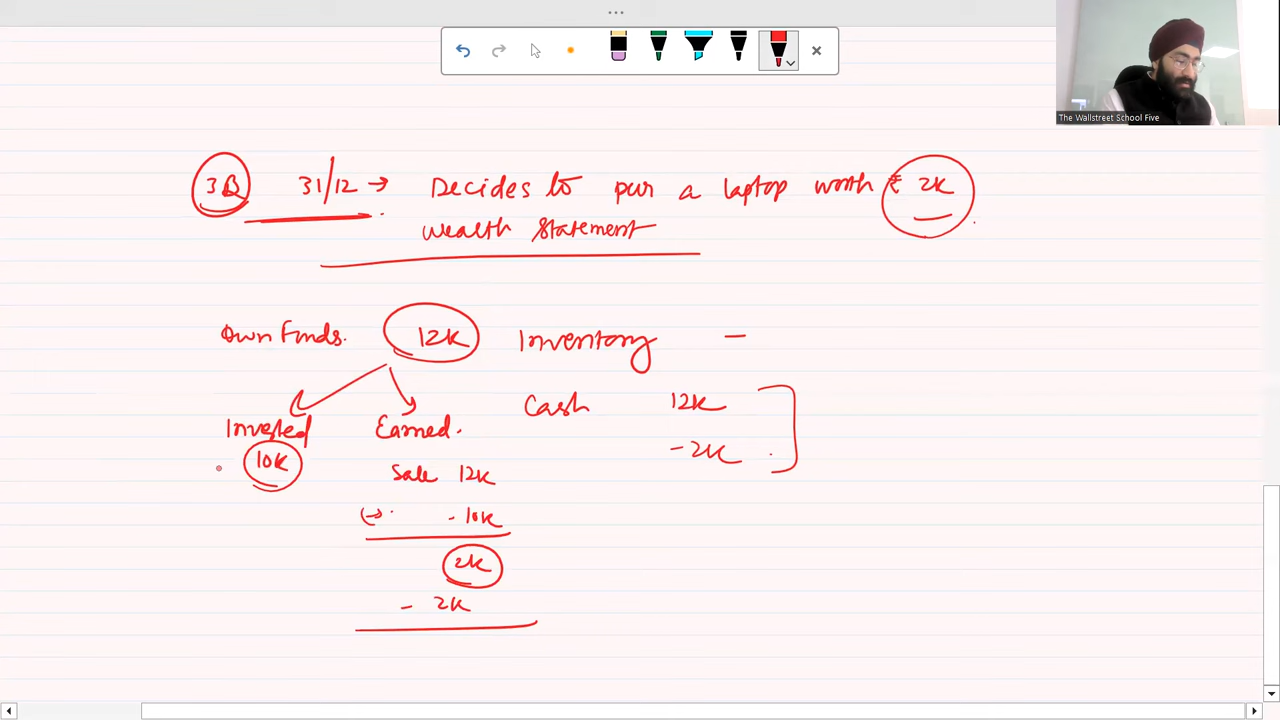 The Wallstreet School Five
3B 31/12 → Decides to pur a laptop worth ₹ 2K
Wealth Statement
Own Funds. 12K Inventory -
Cash 12K
Invested Earned.
10K - 2K
Sale 12K
(-) - 10K
2K
- 2K